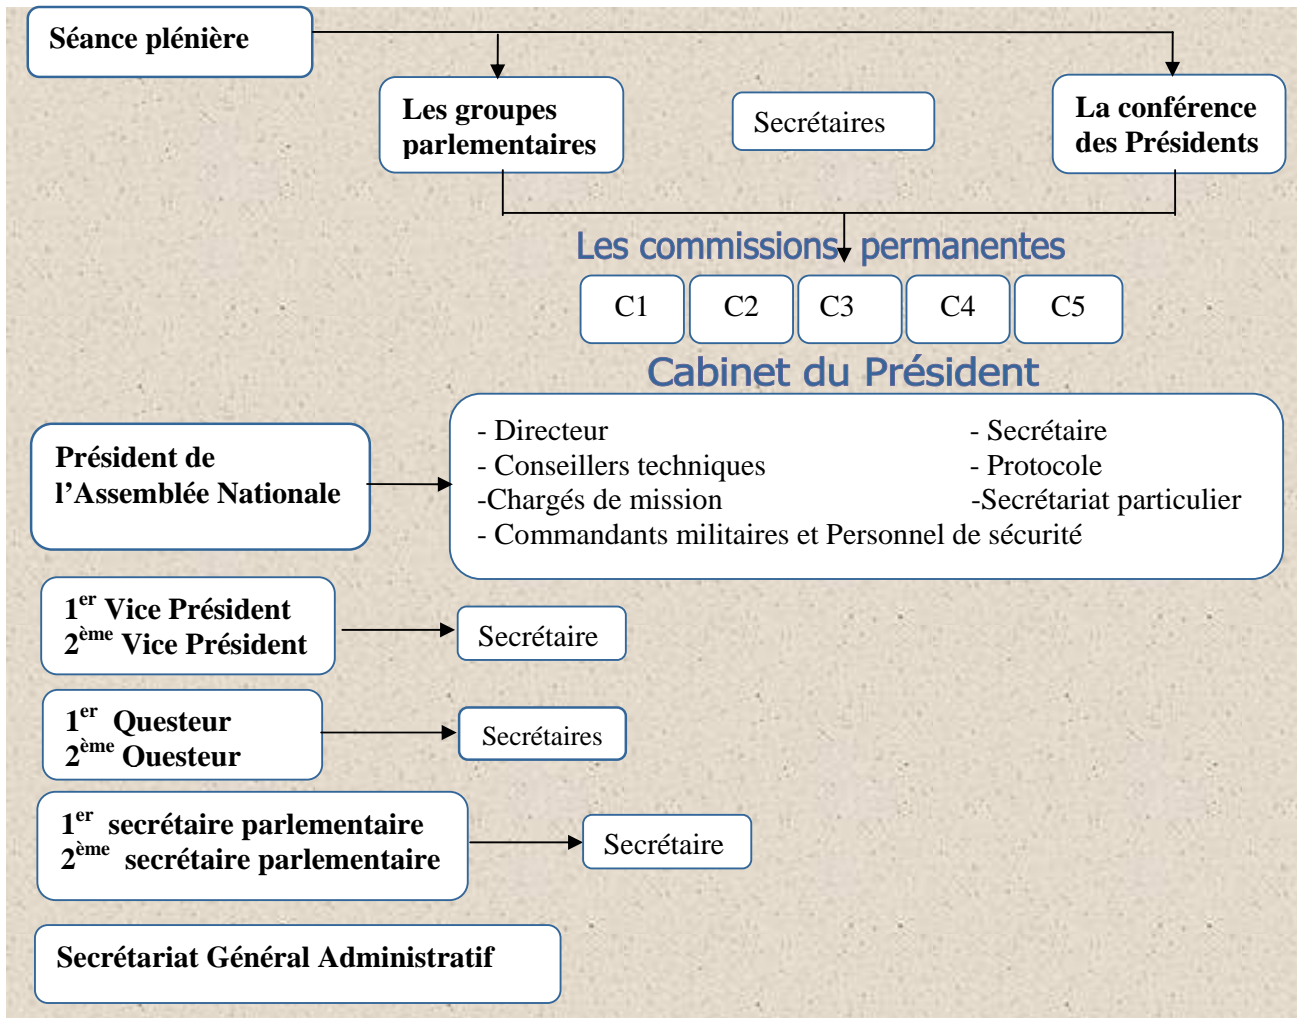 Séance plénière
Les groupes
parlementaires
Secrétaires
La conférence
des Présidents
Les commissions permanentes
C1 C2 C3 C4 C5
Cabinet du Président
Président de
l’Assemblée Nationale
- Directeur - Secrétaire
- Conseillers techniques - Protocole
-Chargés de mission -Secrétariat particulier
- Commandants militaires et Personnel de sécurité
1er Vice Président
2ème Vice Président
Secrétaire
1er Questeur
2ème Ouesteur
Secrétaires
1er secrétaire parlementaire
2ème secrétaire parlementaire
Secrétaire
Secrétariat Général Administratif